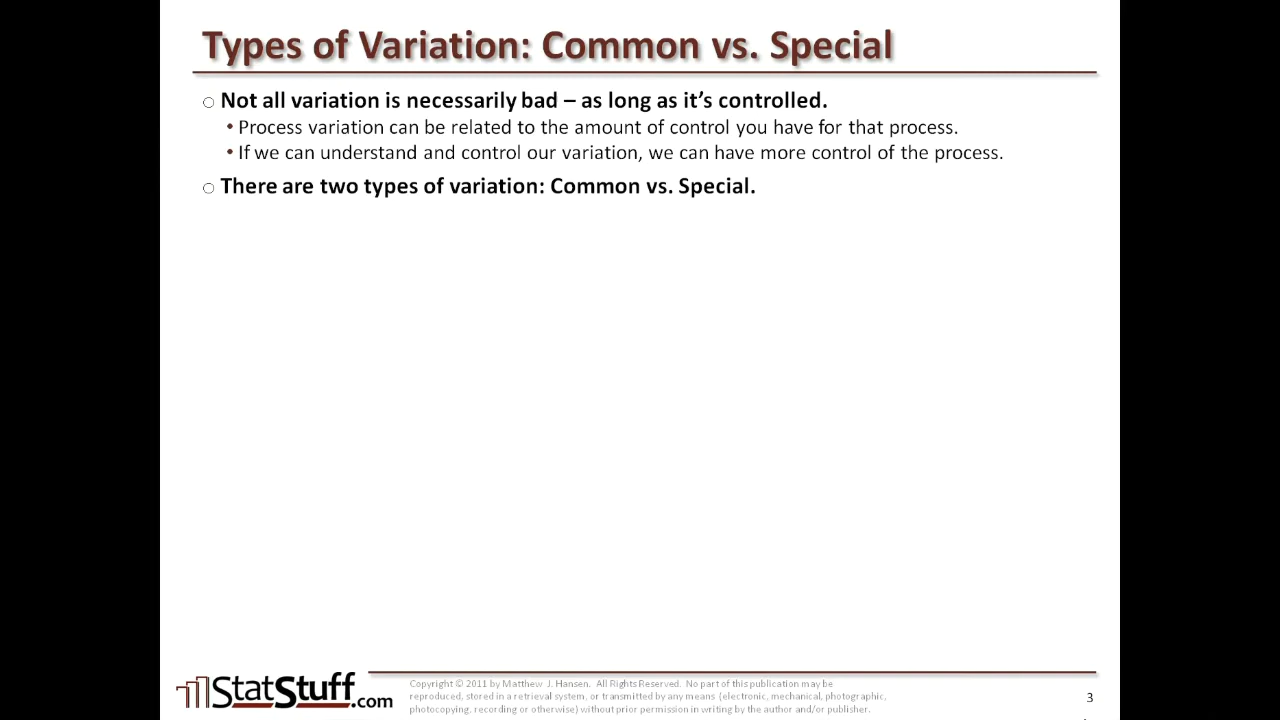 Types of Variation: Common vs. Special
○ Not all variation is necessarily bad – as long as it's controlled.
• Process variation can be related to the amount of control you have for that process.
• If we can understand and control our variation, we can have more control of the process.
○ There are two types of variation: Common vs. Special.
StatStuff.com
Copyright © 2011 by Matthew J. Hansen. All Rights Reserved. No part of this publication may be
reproduced, stored in a retrieval system, or transmitted by any means (electronic, mechanical, photographic,
photocopying, recording or otherwise) without prior permission in writing by the author and/or publisher.
3